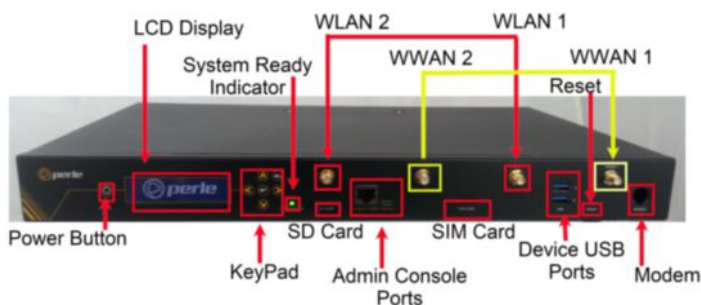 WLAN 2
WLAN 1
LCD Display
System Ready
Indicator
WWAN 2
WWAN 1
Reset
perle
perle
Power Button
KeyPad
SD Card
Admin Console
Ports
SIM Card
Device USB
Ports
Modem